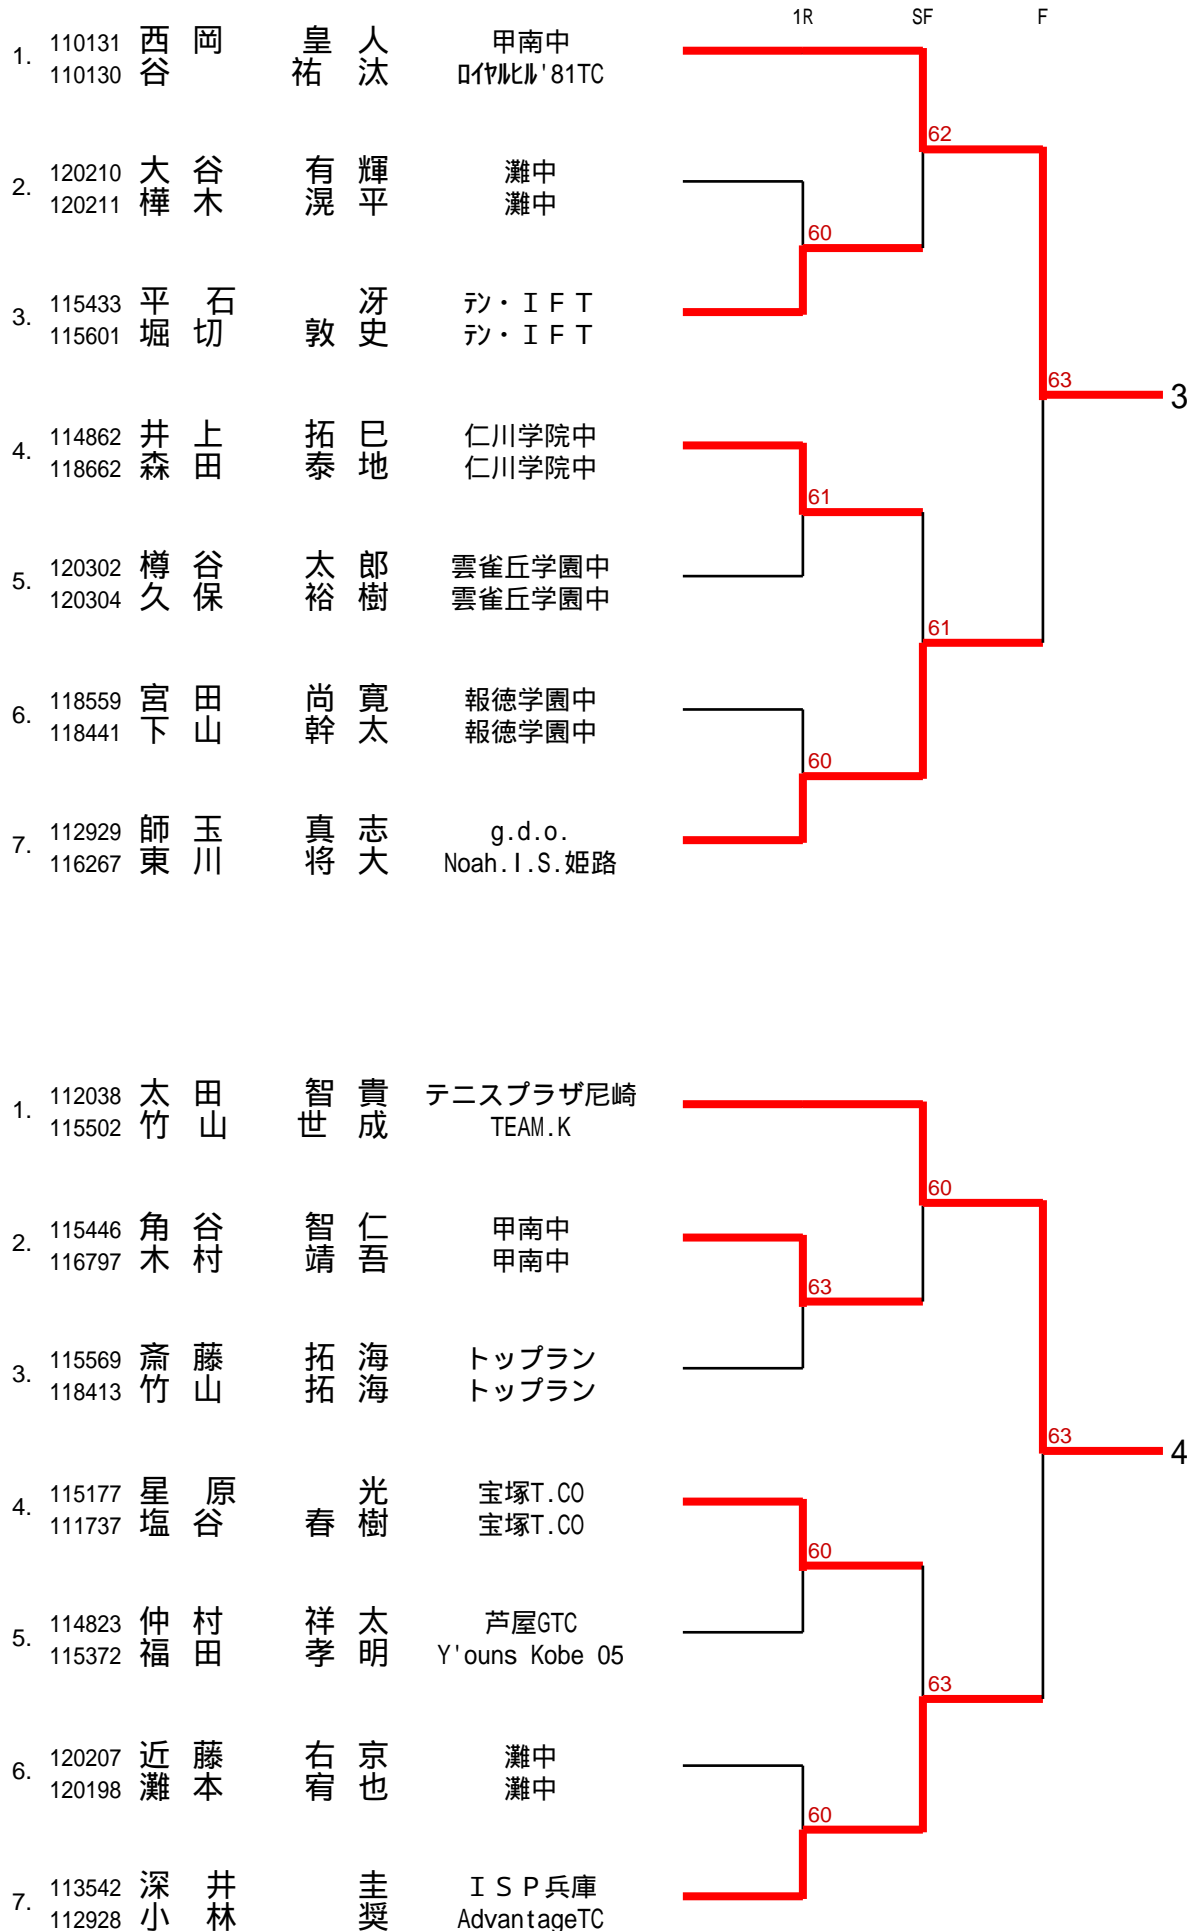 1R SF F
1. 110131 西岡 皇人 甲南中
110130 谷 祐汰 ﾛｲﾔﾙﾋﾙ'81TC
62
2. 120210 大谷 有輝 灘中
120211 樺木 滉平 灘中
60
3. 115433 平石 冴 ﾃﾝ・ＩＦＴ
115601 堀切 敦史 ﾃﾝ・ＩＦＴ
63 3
4. 114862 井上 拓巳 仁川学院中
118662 森田 泰地 仁川学院中
61
5. 120302 樽谷 太郎 雲雀丘学園中
120304 久保 裕樹 雲雀丘学園中
61
6. 118559 宮田 尚寛 報徳学園中
118441 下山 幹太 報徳学園中
60
7. 112929 師玉 真志 g.d.o.
116267 東川 将大 Noah.I.S.姫路
1. 112038 太田 智貴 テニスプラザ尼崎
115502 竹山 世成 TEAM.K
60
2. 115446 角谷 智仁 甲南中
116797 木村 靖吾 甲南中
63
3. 115569 斎藤 拓海 トップラン
118413 竹山 拓海 トップラン
63 4
4. 115177 星原 光 宝塚T.CO
111737 塩谷 春樹 宝塚T.CO
60
5. 114823 仲村 祥太 芦屋GTC
115372 福田 孝明 Y'ouns Kobe 05
63
6. 120207 近藤 右京 灘中
120198 灘本 宥也 灘中
60
7. 113542 深井 圭 ＩＳＰ兵庫
112928 小林 奨 AdvantageTC